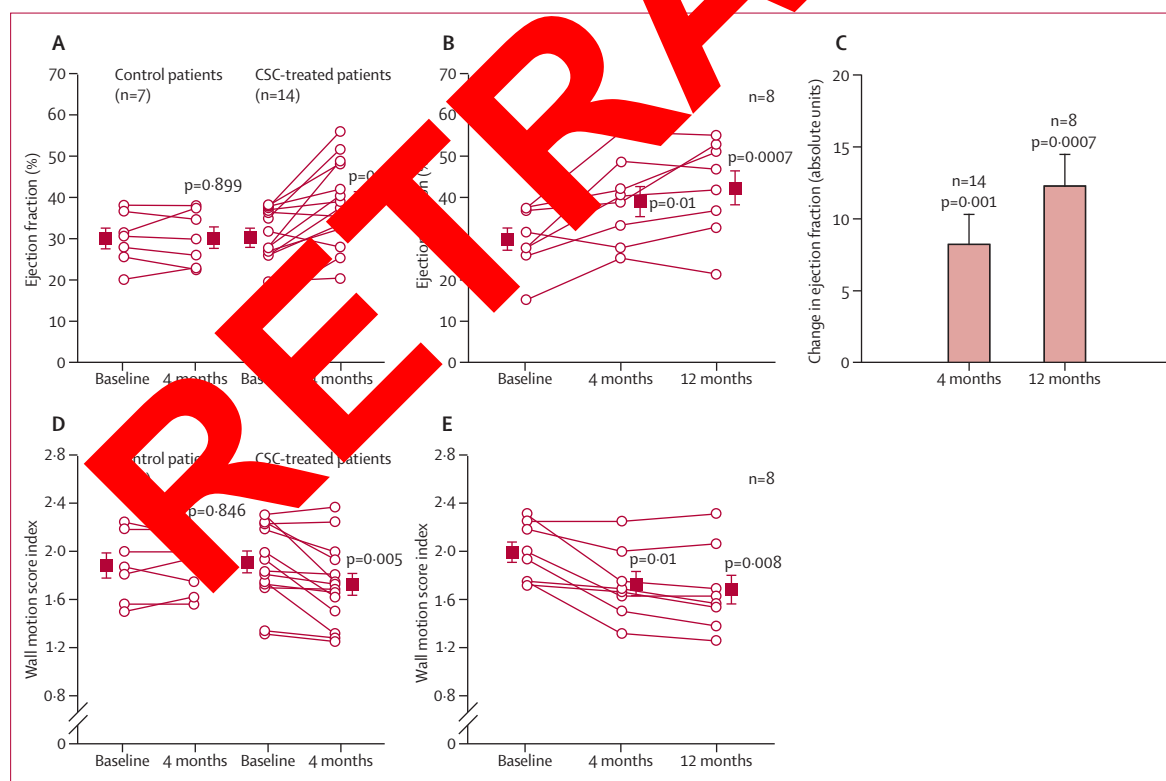 A
Control patients
(n=7)
CSC-treated patients
(n=14)
Ejection fraction (%)
70
60
50
40
30
20
10
0
p=0·899
Baseline
4 months
months
B
n=8
70
60
50
40
30
20
10
0
p=0·01
p=0·0007
Baseline
4 months
12 months
C
Change in ejection fraction (absolute units)
20
15
10
5
0
n=14
p=0·001
n=8
p=0·0007
4 months
12 months
D
CSC-treated patients
Wall motion score index
2·8
2·4
2·0
1·6
1·2
0·8
0
p=0·846
p=0·005
Baseline
4 months
Baseline
4 months
E
n=8
Wall motion score index
2·8
2·4
2·0
1·6
1·2
0·8
0
p=0·01
p=0·008
Baseline
4 months
12 months
RETRA